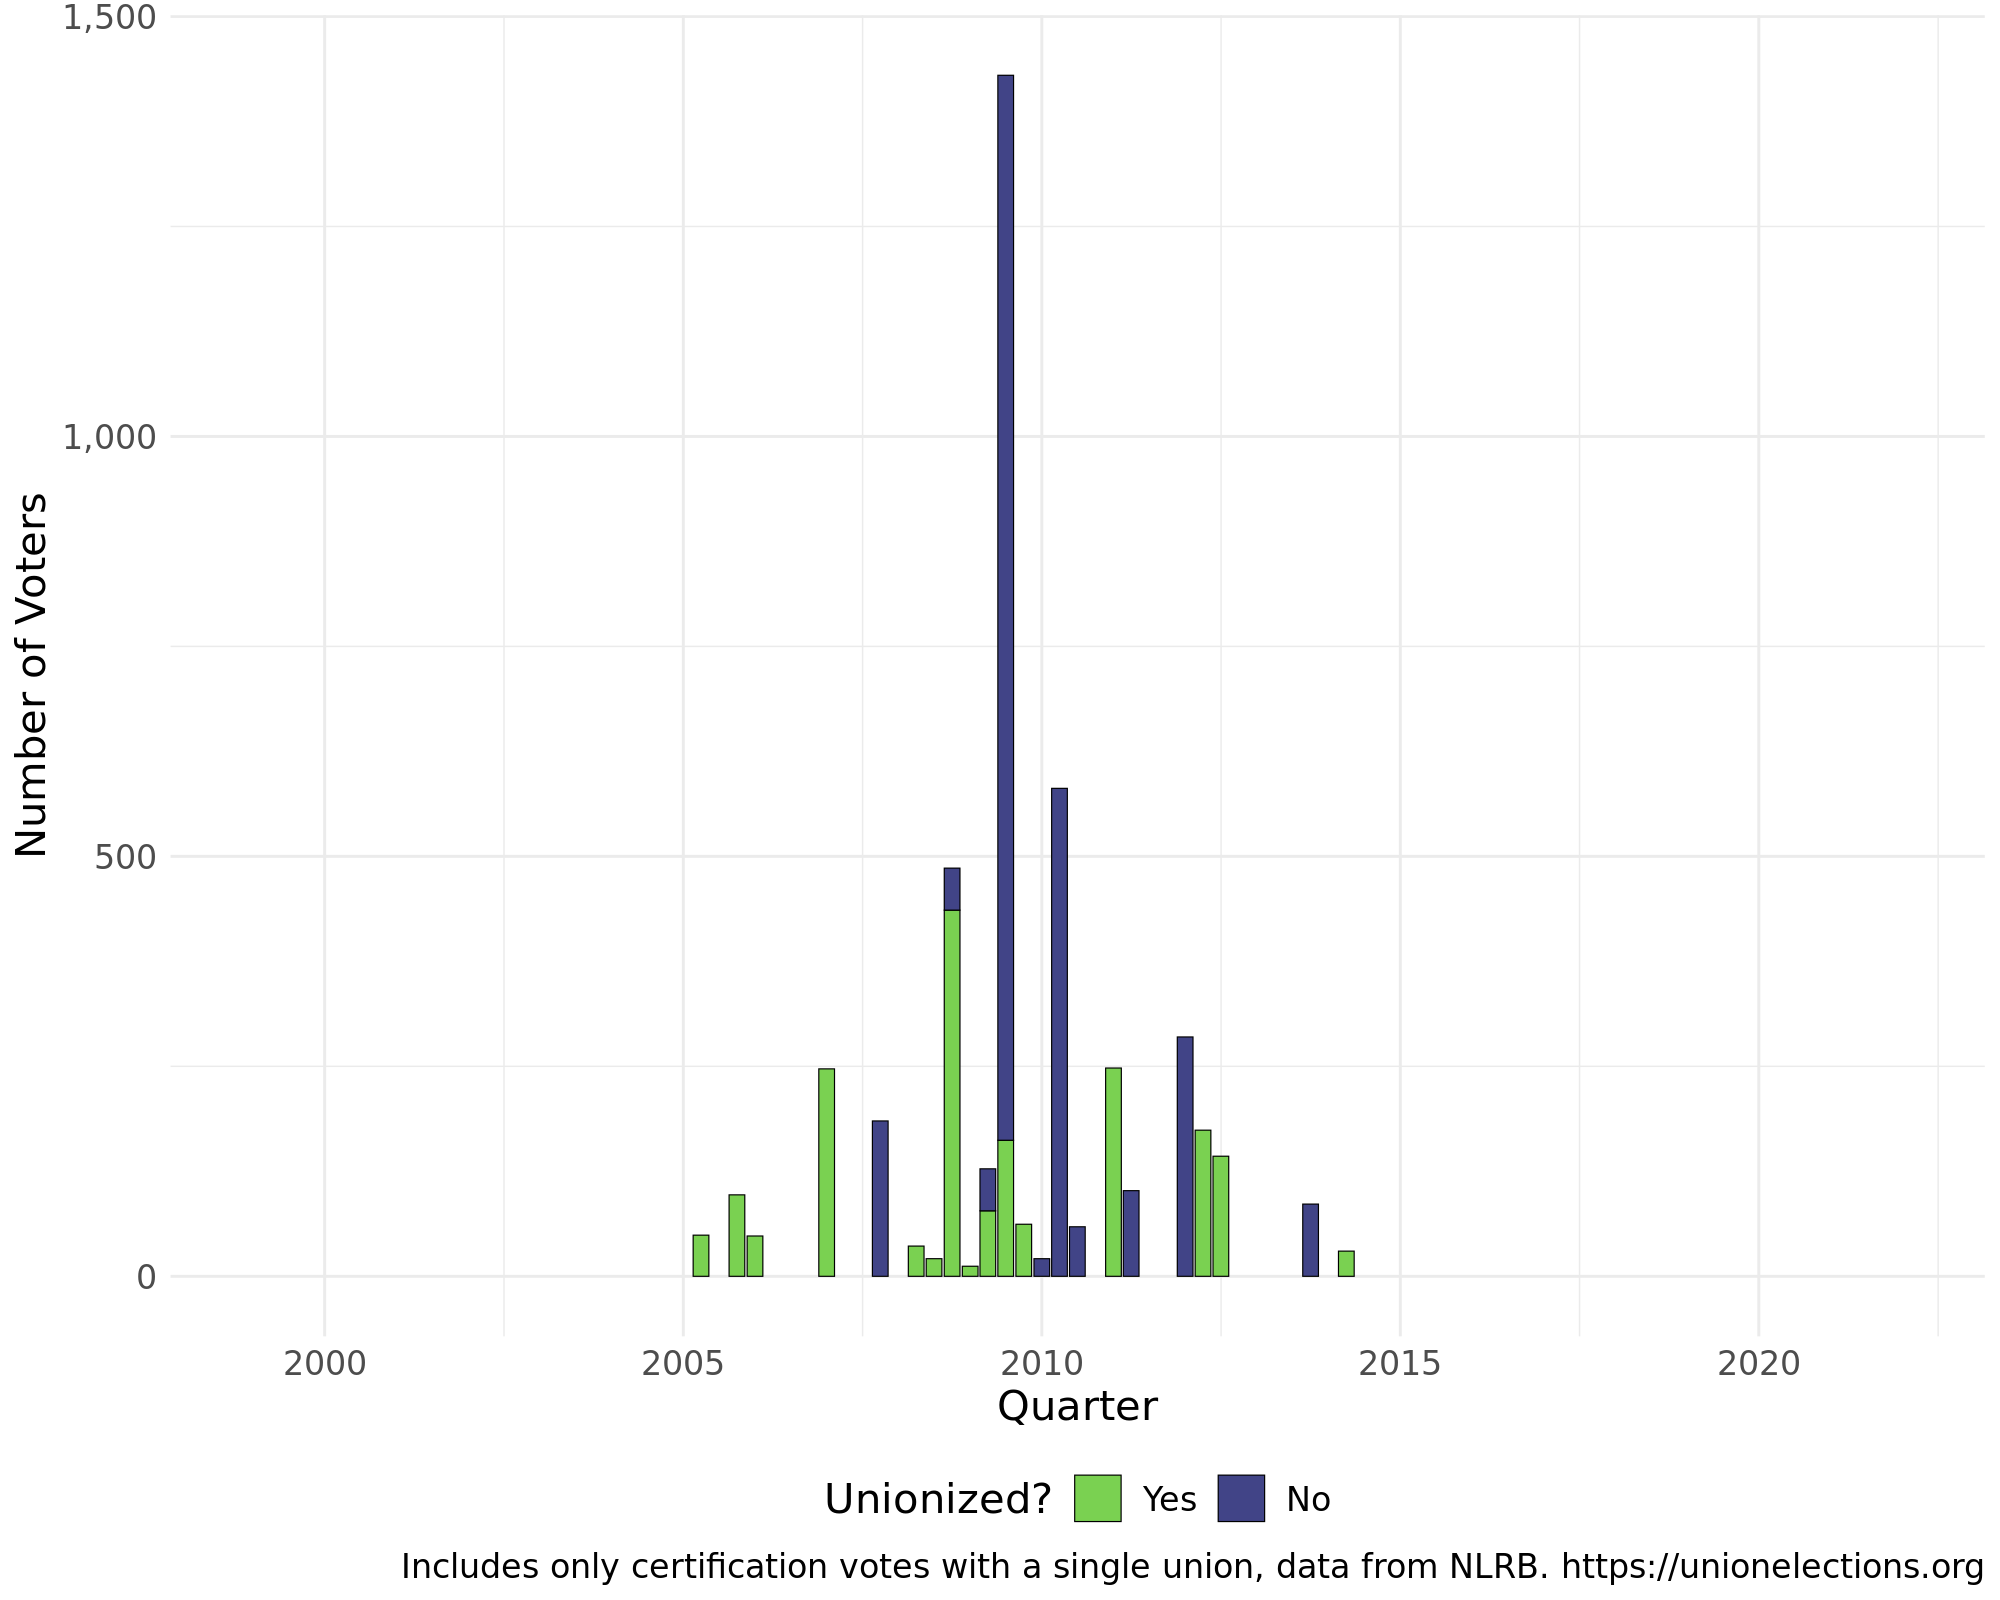 1,500
1,000
500
0
Number of Voters
2000 2005 2010 2015 2020
Quarter
Unionized? Yes No
Includes only certification votes with a single union, data from NLRB. https://unionelections.org